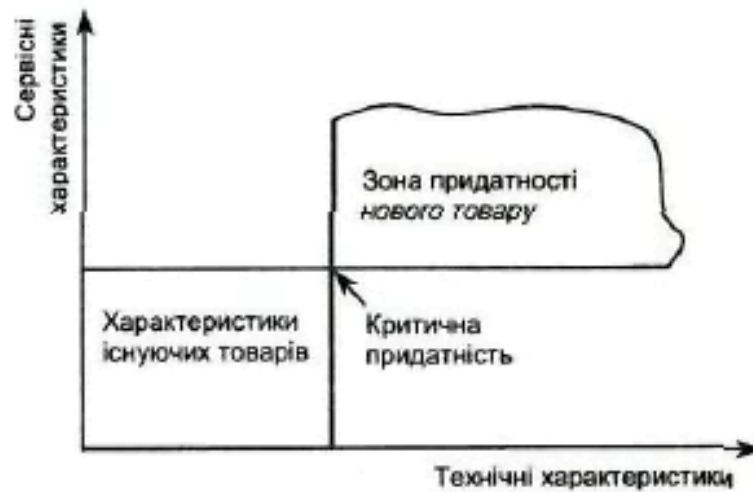 Сервісні
характеристики
Зона придатності
нового товару
Характеристики
існуючих товарів
Критична
придатність
Технічні характеристики